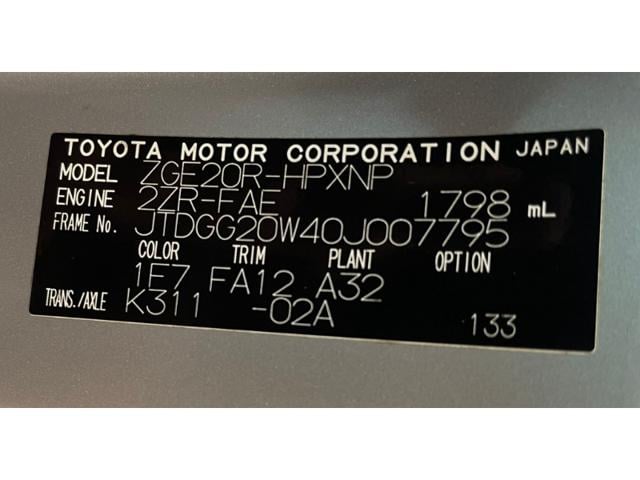 TOYOTA MOTOR CORPORATION JAPAN
MODEL ZGE20R-HPXNP
ENGINE 2ZR-FAE 1798 mL
FRAME No. JTDGG20W40J007795
COLOR TRIM PLANT OPTION
1F7 FA12 A32
TRANS./AXLE K311 -02A 133